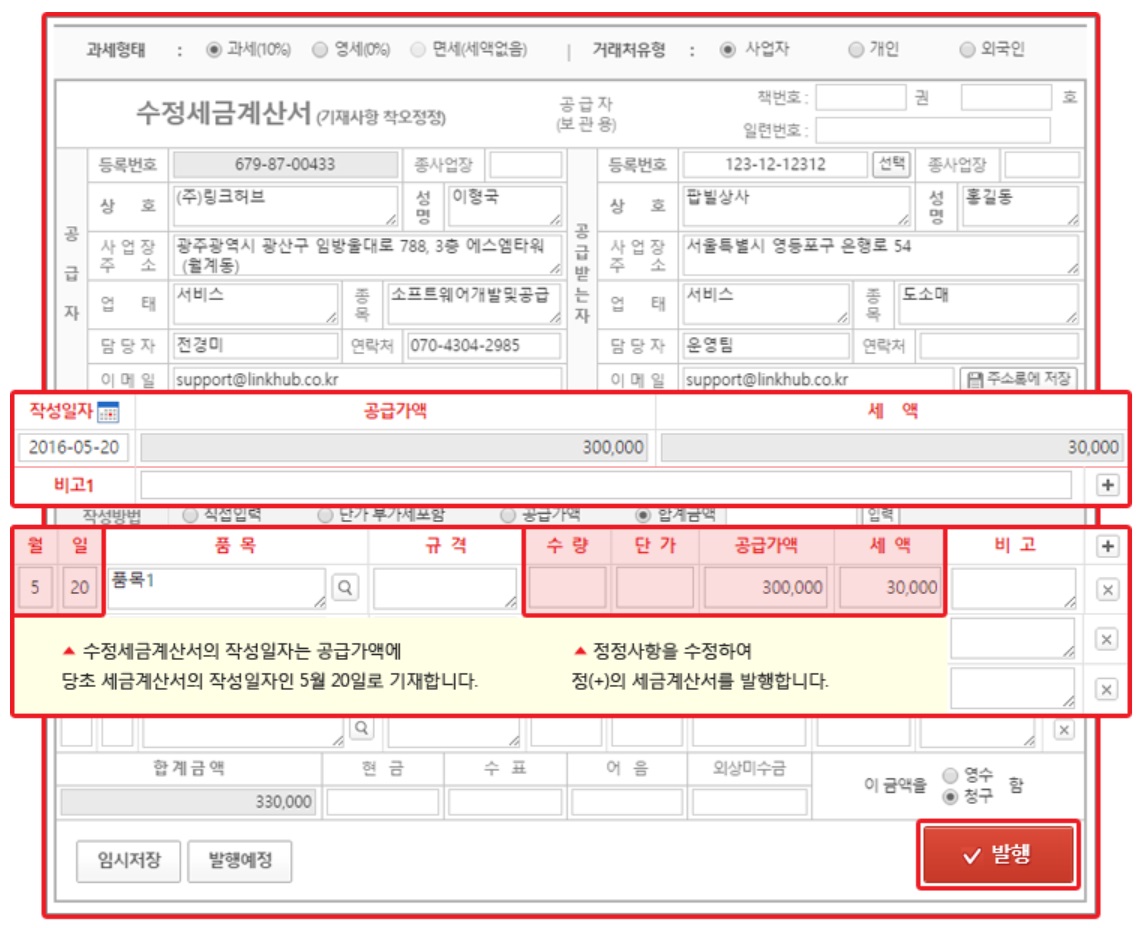 과세형태 : 과세(10%) 영세(0%) 면세(세액없음) | 거래처유형 : 사업자 개인 외국인
수정세금계산서 (기재사항 착오정정) 공급자 (보관용) 책번호 : 권 호
일련번호 :
공급자 등록번호 679-87-00433 종사업장 공급받는자 등록번호 123-12-12312 선택 종사업장
상 호 (주)링크허브 성명 이형국 상 호 팝빌상사 성명 홍길동
사업장 주소 광주광역시 광산구 임방울대로 788, 3층 에스엠타워 사업장 주소 서울특별시 영등포구 은행로 54
(월계동)
업 태 서비스 종목 소프트웨어개발및공급 업 태 서비스 종목 도소매
담당자 전경미 연락처 070-4304-2985 담당자 운영팀 연락처
이메일 support@linkhub.co.kr 이메일 support@linkhub.co.kr 주소록에 저장
작성일자 공급가액 세 액
2016-05-20 300,000 30,000
비고1
작성방법 직접입력 단가 부가세포함 공급가액 합계금액 입력
월 일 품 목 규 격 수 량 단 가 공급가액 세 액 비 고
5 20 품목1 300,000 30,000
▲ 수정세금계산서의 작성일자는 공급가액에 ▲ 정정사항을 수정하여
당초 세금계산서의 작성일자인 5월 20일로 기재합니다. 정(+)의 세금계산서를 발행합니다.
합계금액 현 금 수 표 어 음 외상미수금 이 금액을 영수 함
330,000 청구
임시저장 발행예정 발행